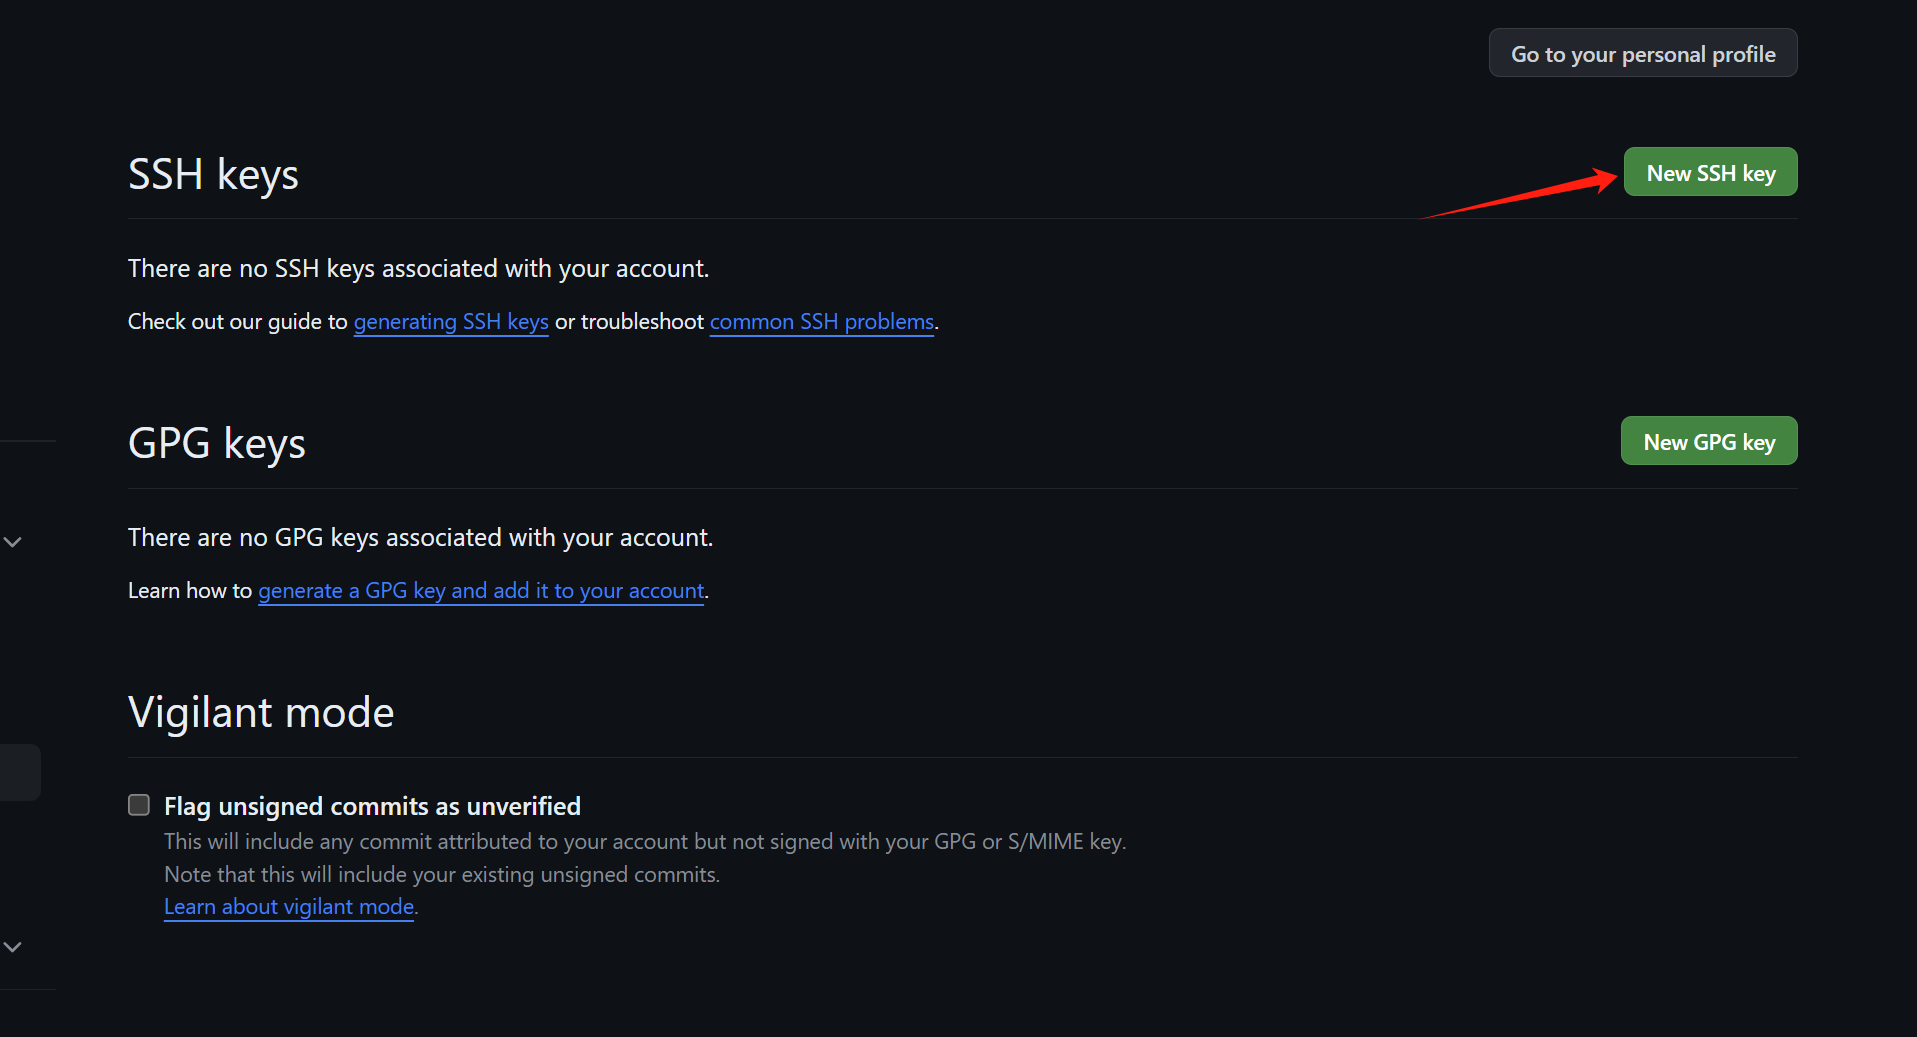 Go to your personal profile
SSH keys
New SSH key
There are no SSH keys associated with your account.
Check out our guide to generating SSH keys or troubleshoot common SSH problems.
GPG keys
New GPG key
There are no GPG keys associated with your account.
Learn how to generate a GPG key and add it to your account.
Vigilant mode
Flag unsigned commits as unverified
This will include any commit attributed to your account but not signed with your GPG or S/MIME key.
Note that this will include your existing unsigned commits.
Learn about vigilant mode.